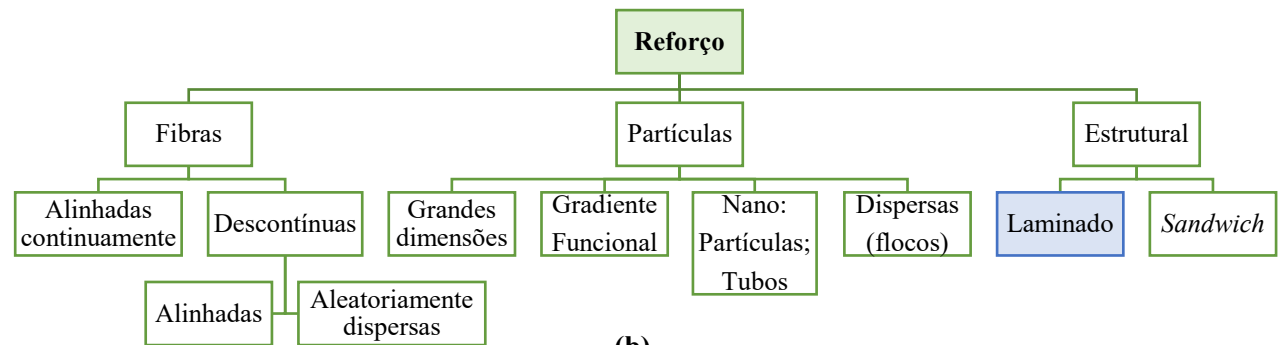 Reforço
Fibras
Partículas
Estrutural
Alinhadas
continuamente
Descontínuas
Grandes
dimensões
Gradiente
Funcional
Nano:
Partículas;
Tubos
Dispersas
(flocos)
Laminado
Sandwich
Alinhadas
Aleatoriamente
dispersas
(b)